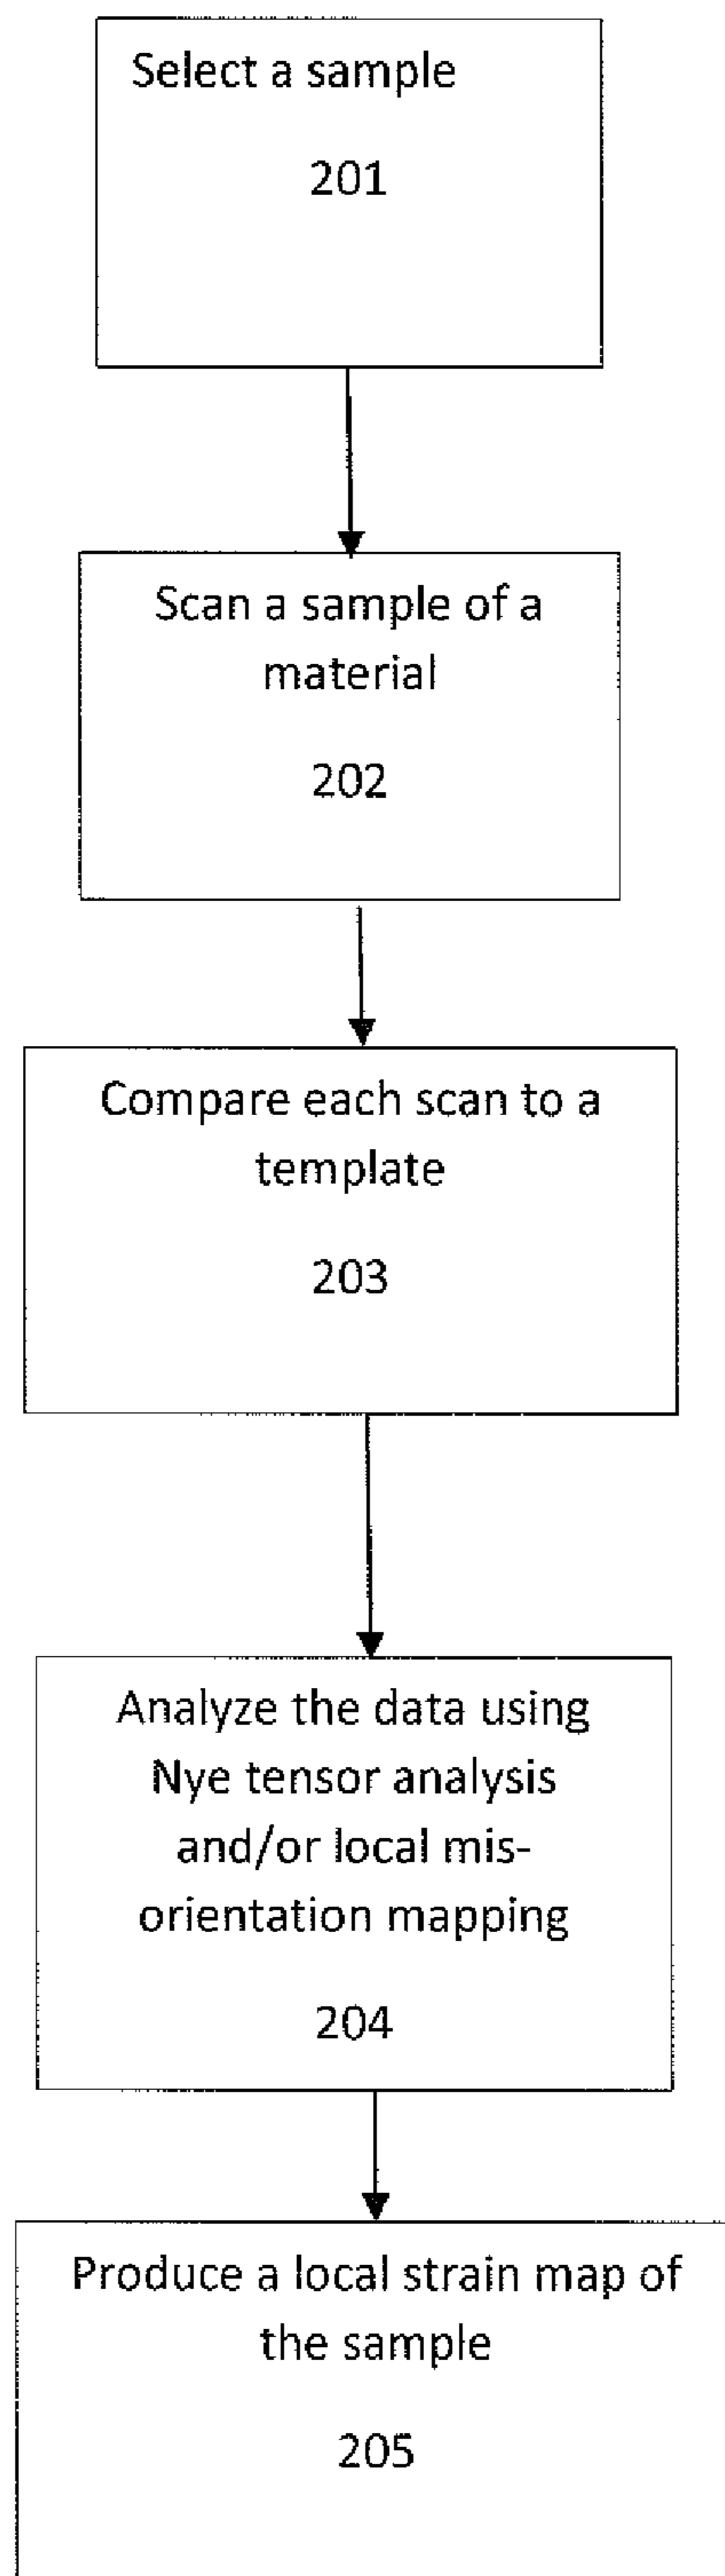 Select a sample
201
Scan a sample of a
material
202
Compare each scan to a
template
203
Analyze the data using
Nye tensor analysis
and/or local mis-
orientation mapping
204
Produce a local strain map of
the sample
205